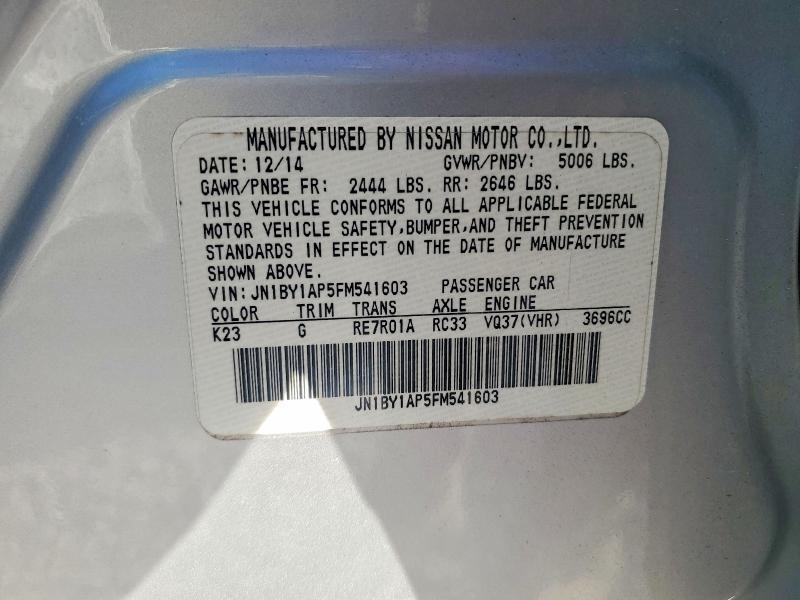 MANUFACTURED BY NISSAN MOTOR CO.,LTD.
DATE: 12/14 GVWR/PNBV: 5006 LBS.
GAWR/PNBE FR: 2444 LBS. RR: 2646 LBS.
THIS VEHICLE CONFORMS TO ALL APPLICABLE FEDERAL
MOTOR VEHICLE SAFETY,BUMPER,AND THEFT PREVENTION
STANDARDS IN EFFECT ON THE DATE OF MANUFACTURE
SHOWN ABOVE.
VIN: JN1BY1AP5FM541603 PASSENGER CAR
COLOR TRIM TRANS AXLE ENGINE
K23 G RE7R01A RC33 VQ37(VHR) 3696CC
JN1BY1AP5FM541603